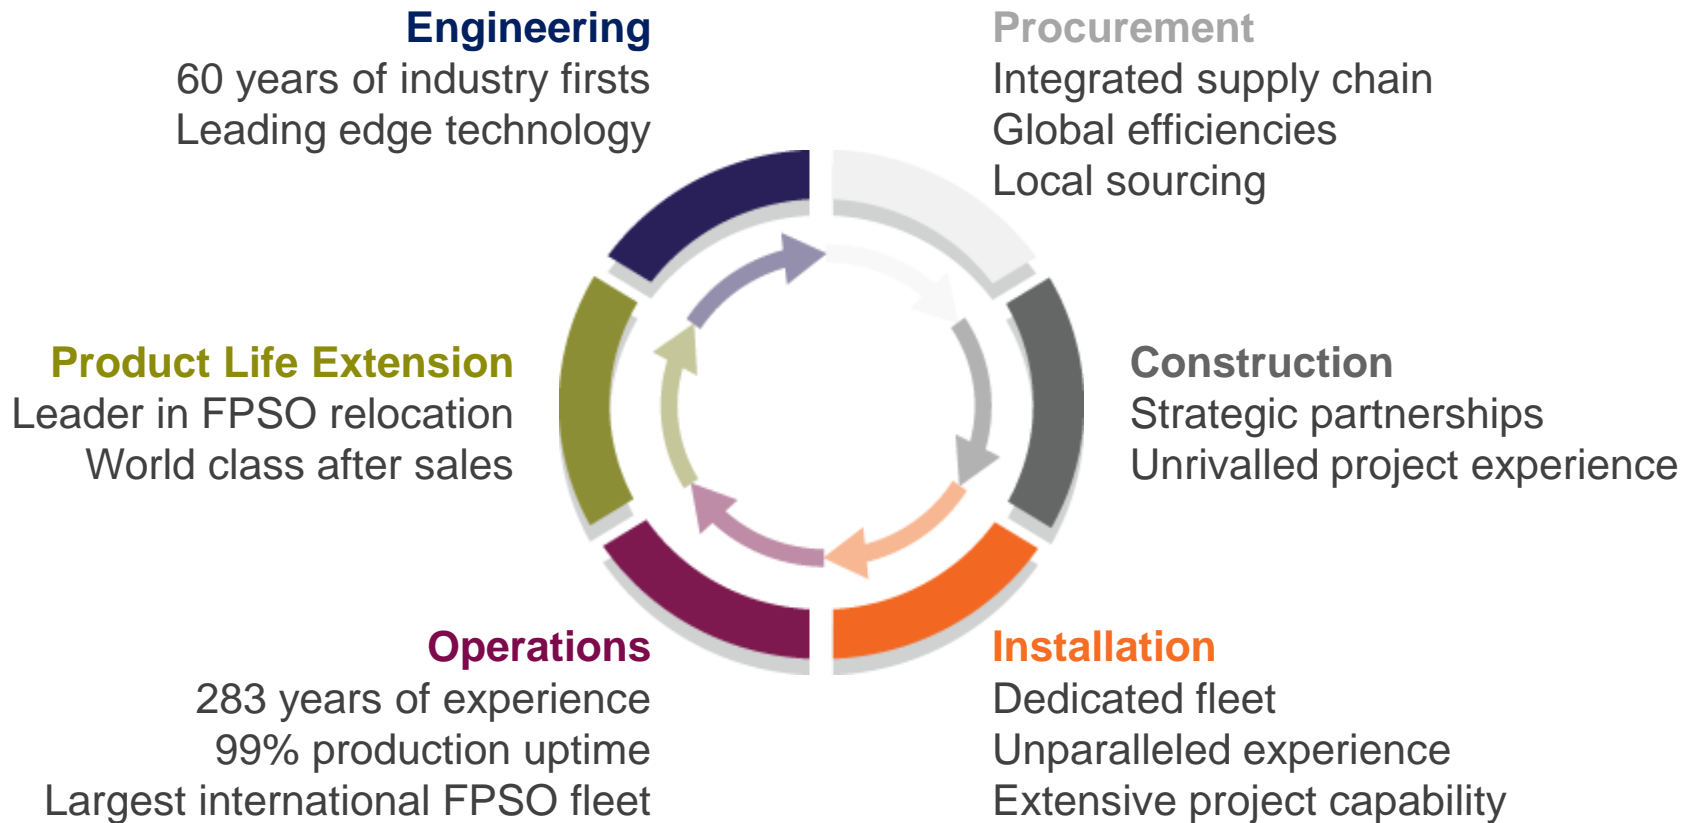 Engineering
60 years of industry firsts
Leading edge technology
Procurement
Integrated supply chain
Global efficiencies
Local sourcing
Product Life Extension
Leader in FPSO relocation
World class after sales
Construction
Strategic partnerships
Unrivalled project experience
Operations
283 years of experience
99% production uptime
Largest international FPSO fleet
Installation
Dedicated fleet
Unparalleled experience
Extensive project capability